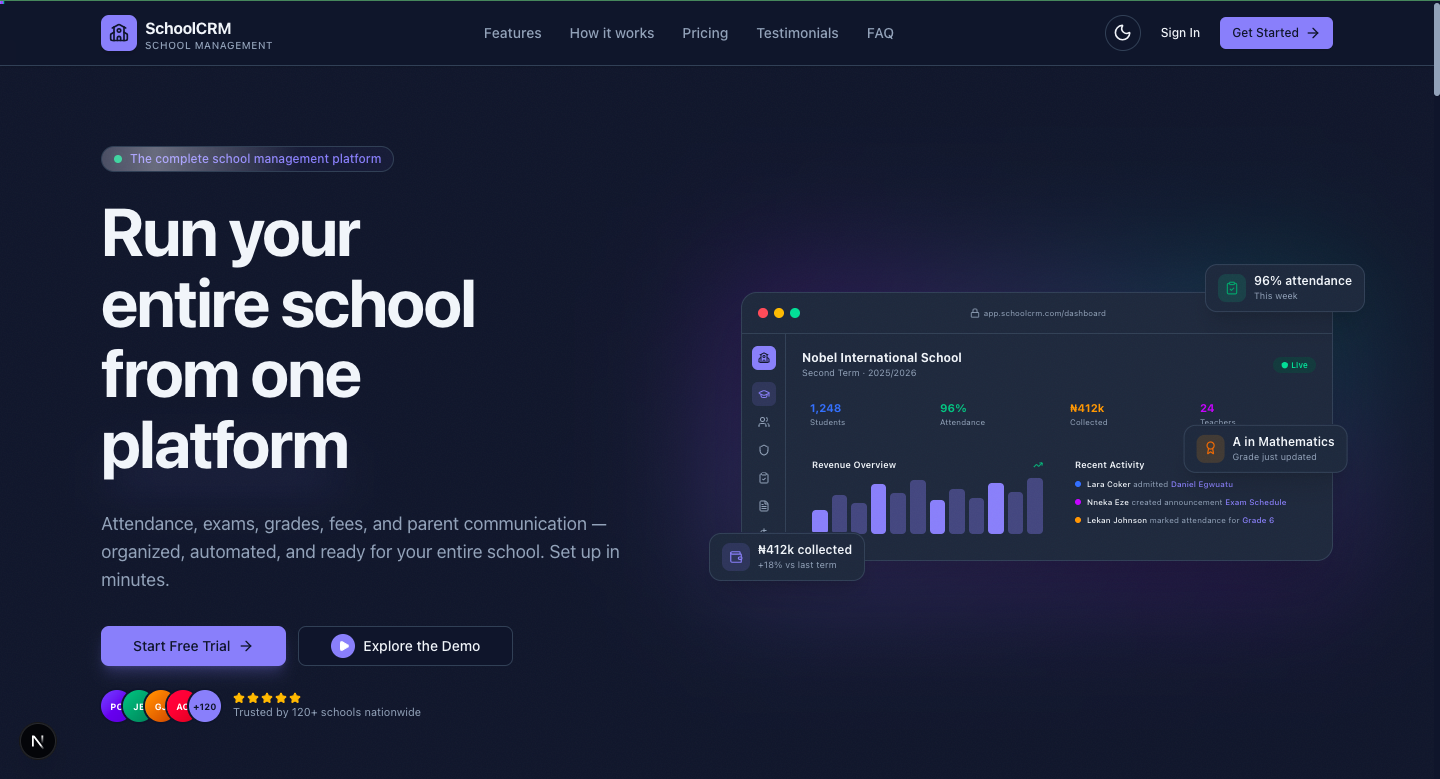 SchoolCRM
SCHOOL MANAGEMENT
Features
How it works
Pricing
Testimonials
FAQ
Sign In
Get Started
The complete school management platform
Run your
entire school
from one
platform
Attendance, exams, grades, fees, and parent communication —
organized, automated, and ready for your entire school. Set up in
minutes.
Start Free Trial
Explore the Demo
+120
Trusted by 120+ schools nationwide
96% attendance
This week
app.schoolcrm.com/dashboard
Nobel International School
Second Term · 2025/2026
Live
1,248
Students
96%
Attendance
₦412k
Collected
24
Teachers
A in Mathematics
Grade just updated
Revenue Overview
Recent Activity
Lara Coker admitted Daniel Egwuatu
Nneka Eze created announcement Exam Schedule
Lekan Johnson marked attendance for Grade 6
₦412k collected
+18% vs last term
N